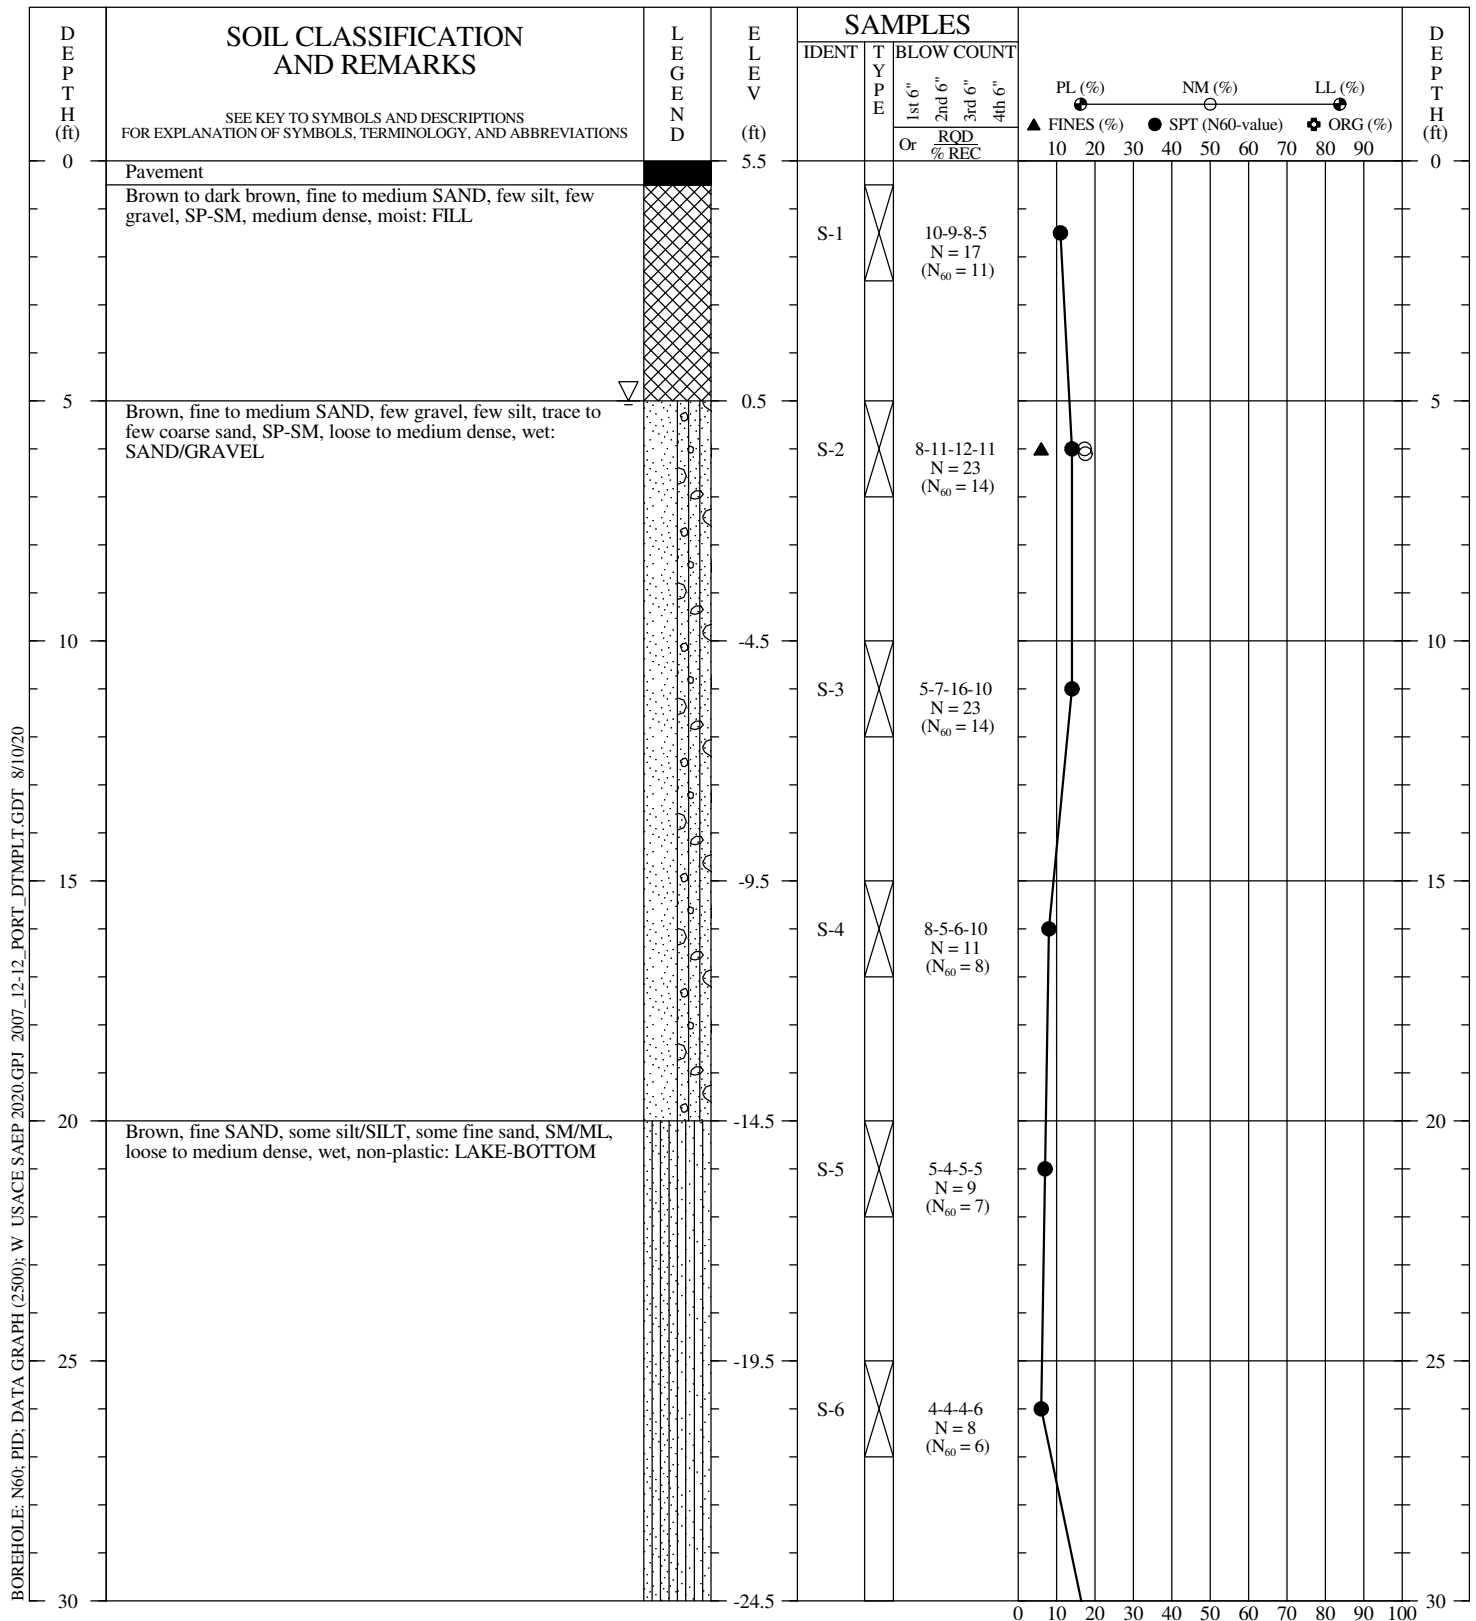 DEPTH
(ft)
SOIL CLASSIFICATION
AND REMARKS
SEE KEY TO SYMBOLS AND DESCRIPTIONS
FOR EXPLANATION OF SYMBOLS, TERMINOLOGY, AND ABBREVIATIONS
LEGEND
ELEV
(ft)
SAMPLES
IDENT
TYPE
BLOW COUNT
1st 6"
2nd 6"
3rd 6"
4th 6"
Or RQD
% REC
PL (%) NM (%) LL (%)
▲ FINES (%) ● SPT (N60-value) ORG (%)
10 20 30 40 50 60 70 80 90
DEPTH
(ft)
0 5.5 0
Pavement
Brown to dark brown, fine to medium SAND, few silt, few
gravel, SP-SM, medium dense, moist: FILL
S-1
10-9-8-5
N = 17
(N60 = 11)
5 0.5 5
Brown, fine to medium SAND, few gravel, few silt, trace to
few coarse sand, SP-SM, loose to medium dense, wet:
SAND/GRAVEL
S-2
8-11-12-11
N = 23
(N60 = 14)
10 -4.5 10
S-3
5-7-16-10
N = 23
(N60 = 14)
15 -9.5 15
S-4
8-5-6-10
N = 11
(N60 = 8)
20 -14.5 20
Brown, fine SAND, some silt/SILT, some fine sand, SM/ML,
loose to medium dense, wet, non-plastic: LAKE-BOTTOM
S-5
5-4-5-5
N = 9
(N60 = 7)
25 -19.5 25
S-6
4-4-4-6
N = 8
(N60 = 6)
30 -24.5 30
0 10 20 30 40 50 60 70 80 90 100
BOREHOLE: N60; PID; DATA GRAPH (2500); W USACE SAEP 2020.GPJ 2007_12-12_PORT_DTMPLT.GDT 8/10/20